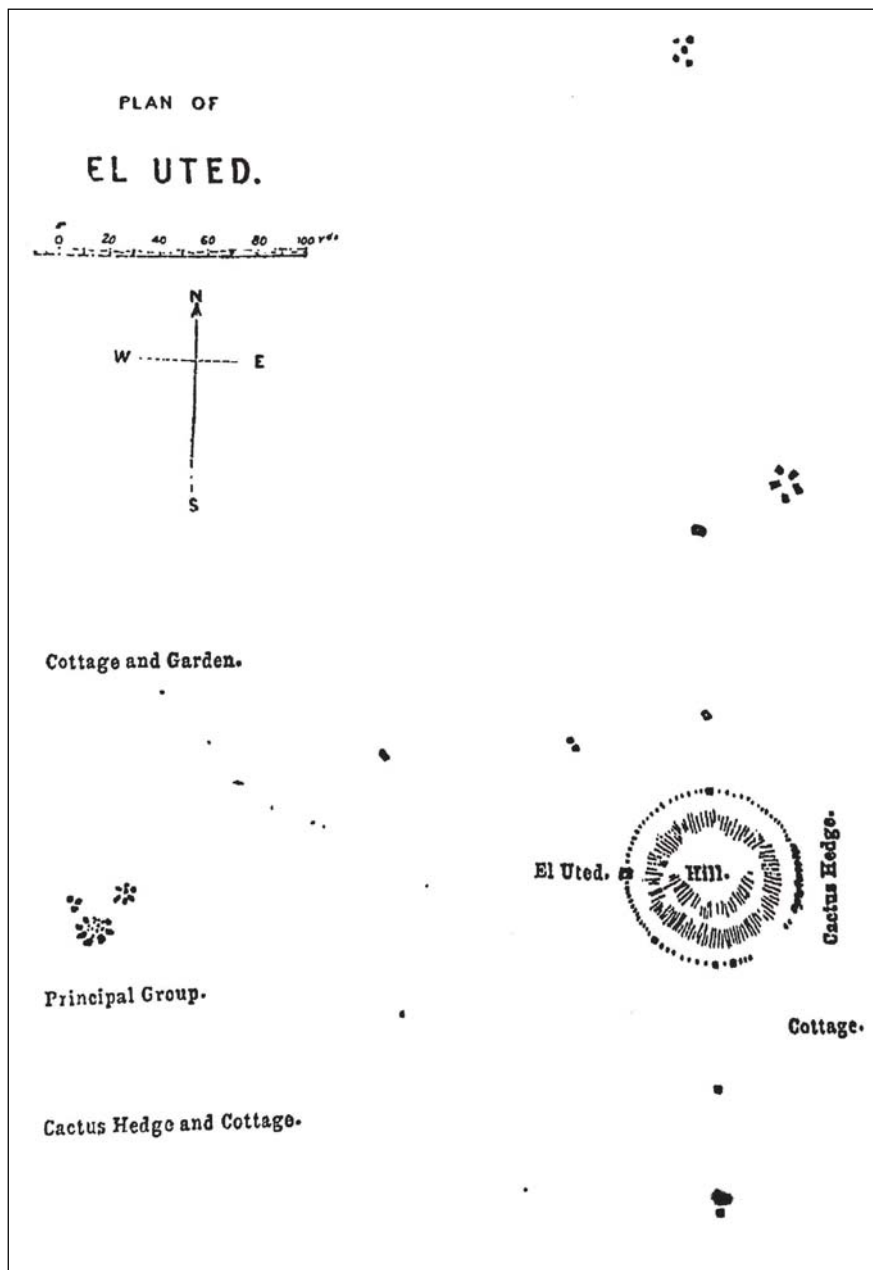 PLAN OF
EL UTED.
0 20 40 60 80 100 yds
N
W E
S
Cottage and Garden.
El Uted.
Hill.
Cactus Hedge.
Principal Group.
Cottage.
Cactus Hedge and Cottage.